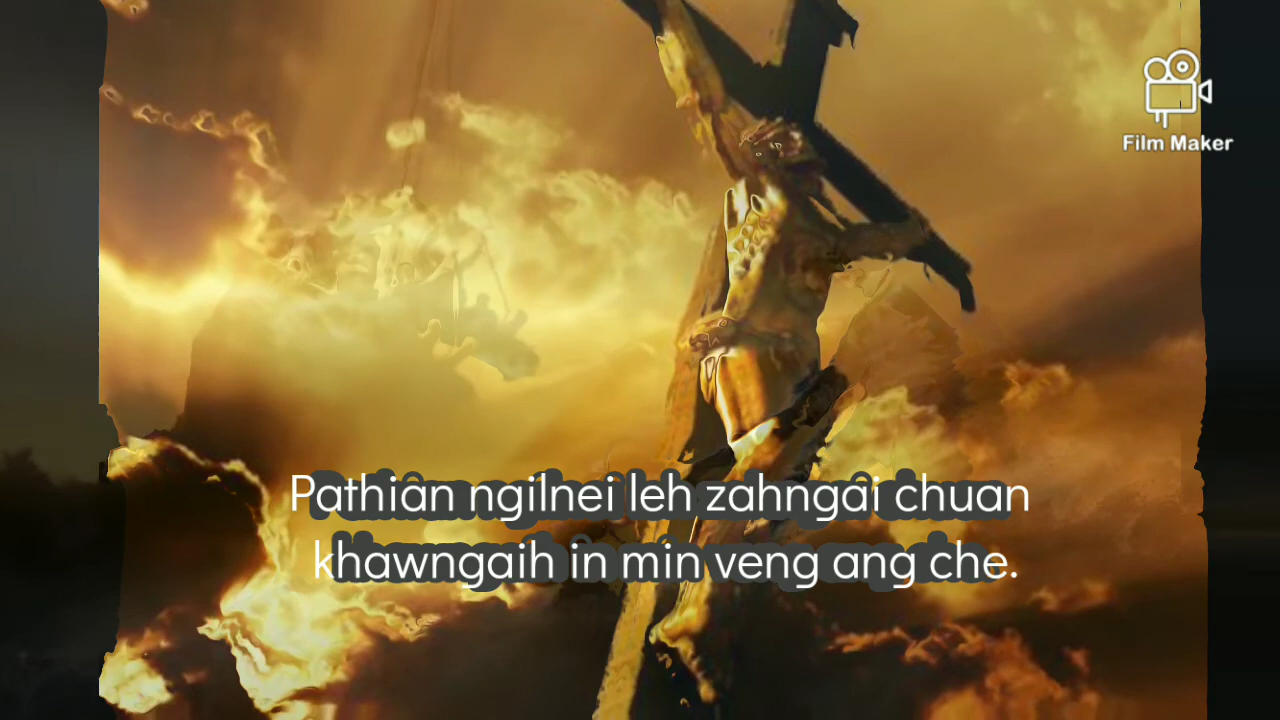 Film Maker
Pathian ngilnei leh zahngai chuan
khawngaih in min veng ang che.